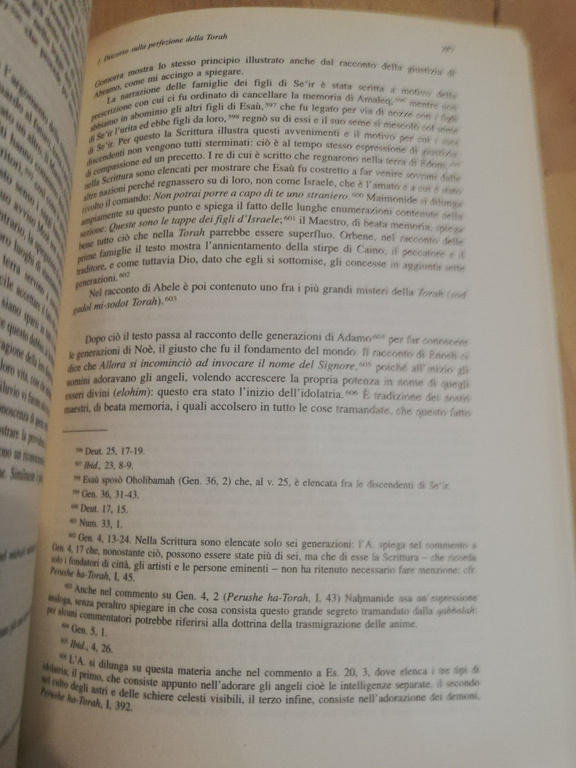 I. Discorso sulla perfezione della Torah
Gomorra mostra lo stesso principio illustrato anche dal racconto della giustizia di
Abramo, come mi accingo a spiegare.
La narrazione delle famiglie dei figli di Se'ir è stata scritta a motivo della
prescrizione con cui ci fu ordinato di cancellare la memoria di Amaleq,⁵⁹⁶ mentre non
abbiamo in abominio gli altri figli di Esaù,⁵⁹⁷ che fu legato per via di nozze con i figli
di Se'ir l'urita ed ebbe figli da loro,⁵⁹⁸ regnò su di essi e il suo seme si mescolò col seme
di Se'ir. Per questo la Scrittura illustra questi avvenimenti e il motivo per cui i suoi
discendenti non vengono tutti sterminati: ciò è al tempo stesso espressione di giustizia,
di compassione ed un precetto. I re di cui è scritto che regnarono nella terra di Edom,⁵⁹⁹
nella Scrittura sono elencati per mostrare che Esaù fu costretto a far venire sovrani dalle
altre nazioni perché regnassero su di loro, non come Israele, che è l'amato e a cui è stato
rivolto il comando: Non potrai porre a capo di te uno straniero.⁶⁰⁰ Maimonide si dilunga
ampiamente su questo punto e spiega il fatto delle lunghe enumerazioni contenute nella
sezione: Queste sono le tappe dei figli d'Israele;⁶⁰¹ il Maestro, di beata memoria, spiega
bene tutto ciò che nella Torah parrebbe essere superfluo. Orbene, nel racconto delle
prime famiglie il testo mostra l'annientamento della stirpe di Caino, il peccatore e il
traditore, e come tuttavia Dio, dato che egli si sottomise, gli concesse in aggiunta sette
generazioni.⁶⁰²
Nel racconto di Abele è poi contenuto uno fra i più grandi misteri della Torah (sod
gadol mi-sodot Torah).⁶⁰³
Dopo ciò il testo passa al racconto delle generazioni di Adamo⁶⁰⁴ per far conoscere
le generazioni di Noè, il giusto che fu il fondamento del mondo. Il racconto di Enosh ci
dice che Allora si incominciò ad invocare il nome del Signore,⁶⁰⁵ poiché all'inizio gli
uomini adoravano gli angeli, volendo accrescere la propria potenza in nome di quegli
esseri divini (elohim): questo era stato l'inizio dell'idolatria.⁶⁰⁶ È tradizione dei nostri
maestri, di beata memoria, i quali accolsero in tutto le cose tramandate, che questo fatto
⁵⁹⁶ Deut. 25, 17-19.
⁵⁹⁷ Ibid., 23, 8-9.
⁵⁹⁸ Esaù sposò Oholibamah (Gen. 36, 2) che, al v. 25, è elencata fra le discendenti di Se'ir.
⁵⁹⁹ Gen. 36, 31-43.
⁶⁰⁰ Deut. 17, 15.
⁶⁰¹ Num. 33, 1.
⁶⁰² Gen. 4, 13-24. Nella Scrittura sono elencate solo sei generazioni: l'A. spiega nel commento a
Gen. 4, 17 che, nonostante ciò, possono essere state più di sei, ma che di esse la Scrittura – che ricorda
solo i fondatori di città, gli artisti e le persone eminenti – non ha ritenuto necessario fare menzione; cfr.
Perushe ha-Torah, I, 45.
⁶⁰³ Anche nel commento su Gen. 4, 2 (Perushe ha-Torah, I, 43) Naḥmanide usa un'espressione
analoga, senza peraltro spiegare in che cosa consista questo grande segreto tramandato dalla qabbalah:
per alcuni commentatori potrebbe riferirsi alla dottrina della trasmigrazione delle anime.
⁶⁰⁴ Gen. 5, 1.
⁶⁰⁵ Ibid., 4, 26.
⁶⁰⁶ L'A. si dilunga su questa materia anche nel commento a Es. 20, 3, dove elenca i tre tipi di
idolatria; il primo, che consiste appunto nell'adorare gli angeli cioè le intelligenze separate, il secondo
nel culto degli astri e delle schiere celesti visibili, il terzo infine, consiste nell'adorazione dei demoni,
Perushe ha-Torah, I, 392.